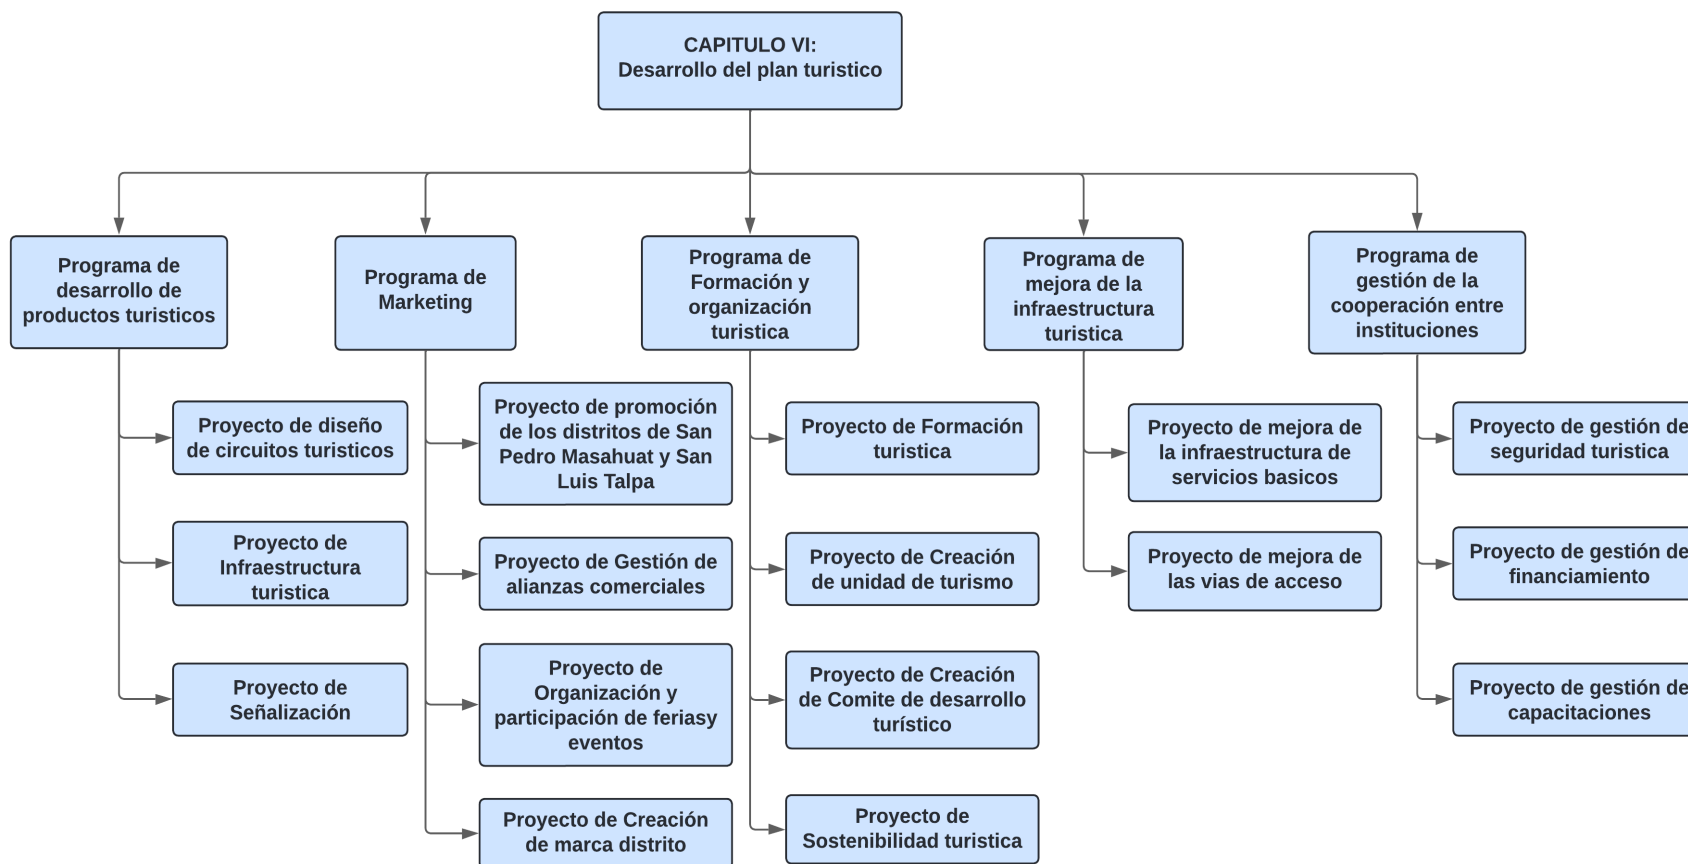 CAPITULO VI:
Desarrollo del plan turistico
Programa de
desarrollo de
productos turisticos
Proyecto de diseño
de circuitos turisticos
Proyecto de
Infraestructura
turistica
Proyecto de
Señalización
Programa de
Marketing
Proyecto de promoción
de los distritos de San
Pedro Masahuat y San
Luis Talpa
Proyecto de Gestión de
alianzas comerciales
Proyecto de
Organización y
participación de feriasy
eventos
Proyecto de Creación
de marca distrito
Programa de
Formación y
organización
turistica
Proyecto de Formación
turistica
Proyecto de Creación
de unidad de turismo
Proyecto de Creación
de Comite de desarrollo
turístico
Proyecto de
Sostenibilidad turistica
Programa de
mejora de la
infraestructura
turistica
Proyecto de mejora de
la infraestructura de
servicios basicos
Proyecto de mejora de
las vias de acceso
Programa de
gestión de la
cooperación entre
instituciones
Proyecto de gestión de
seguridad turistica
Proyecto de gestión de
financiamiento
Proyecto de gestión de
capacitaciones